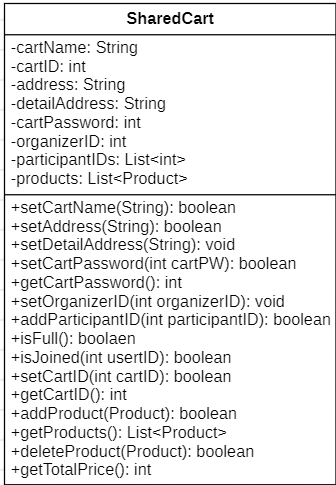 SharedCart
-cartName: String
-cartID: int
-address: String
-detailAddress: String
-cartPassword: int
-organizerID: int
-participantIDs: List<int>
-products: List<Product>
+setCartName(String): boolean
+setAddress(String): boolean
+setDetailAddress(String): void
+setCartPassword(int cartPW): boolean
+getCartPassword(): int
+setOrganizerID(int organizerID): void
+addParticipantID(int participantID): boolean
+isFull(): boolaen
+isJoined(int usertID): boolean
+setCartID(int cartID): boolean
+getCartID(): int
+addProduct(Product): boolean
+getProducts(): List<Product>
+deleteProduct(Product): boolean
+getTotalPrice(): int